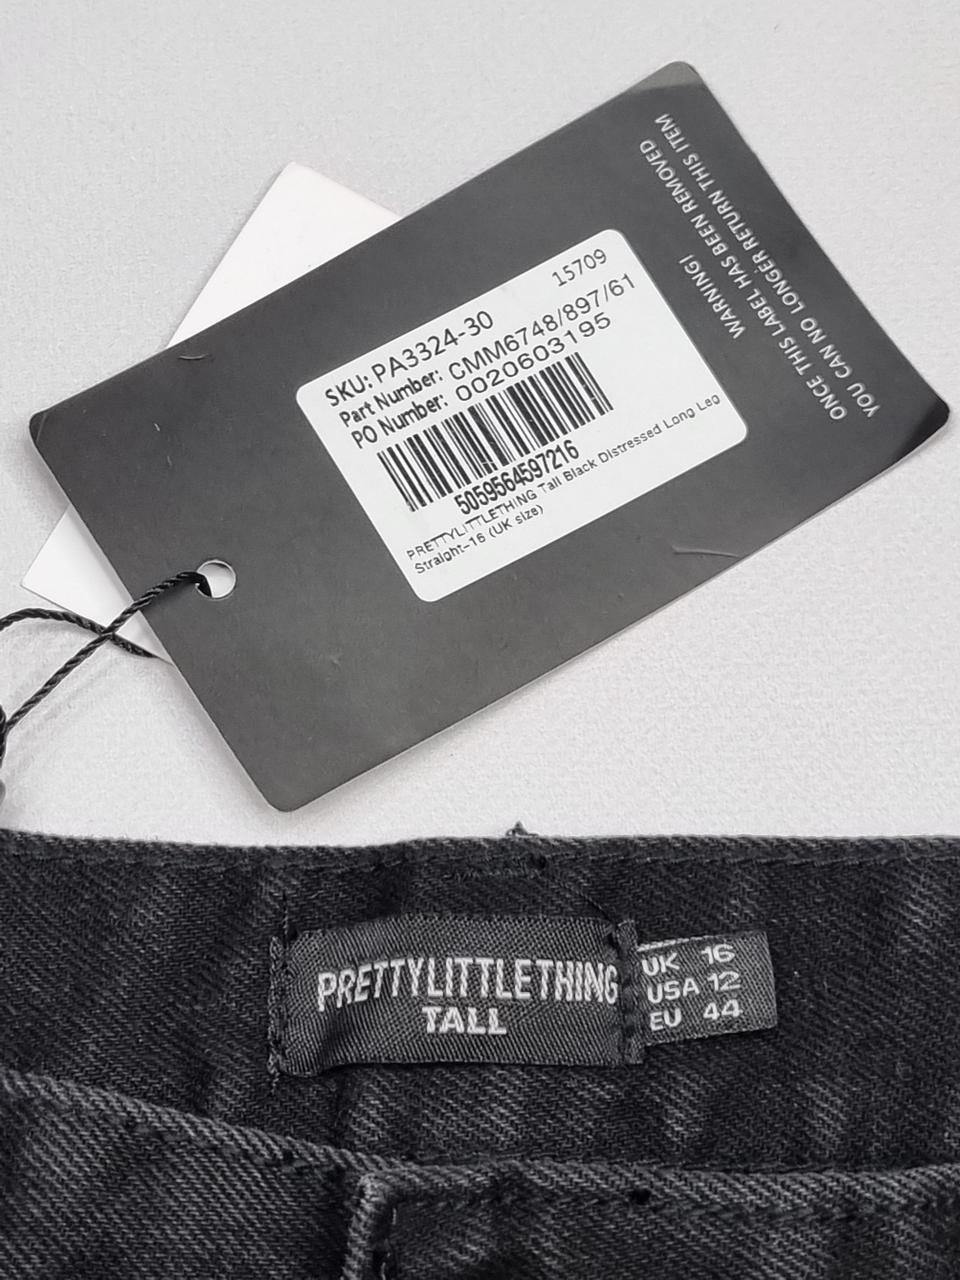 15709
SKU: PA3324-30
Part Number: CMM6748/897/61
PO Number: 0020603195
5059564597216
PRETTYLITTLETHING Tall Black Distressed Long Leg
Straight-16 (UK size)
WARNING!
ONCE THIS LABEL HAS BEEN REMOVED
YOU CAN NO LONGER RETURN THIS ITEM
PRETTYLITTLETHING
TALL
UK 16
USA 12
EU 44